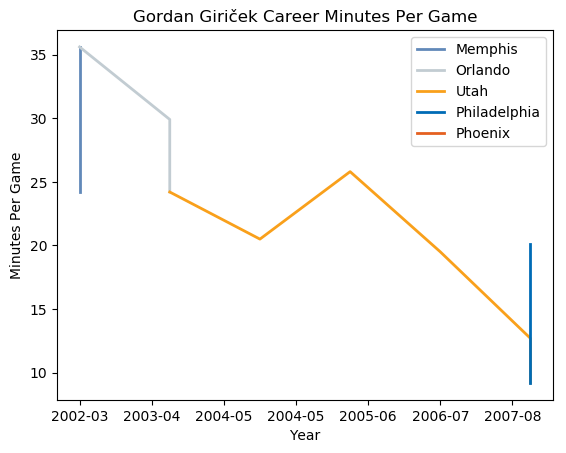 Gordan Giriček Career Minutes Per Game
Memphis
Orlando
Utah
Philadelphia
Phoenix
35
30
25
20
15
10
Minutes Per Game
2002-03 2003-04 2004-05 2004-05 2005-06 2006-07 2007-08
Year